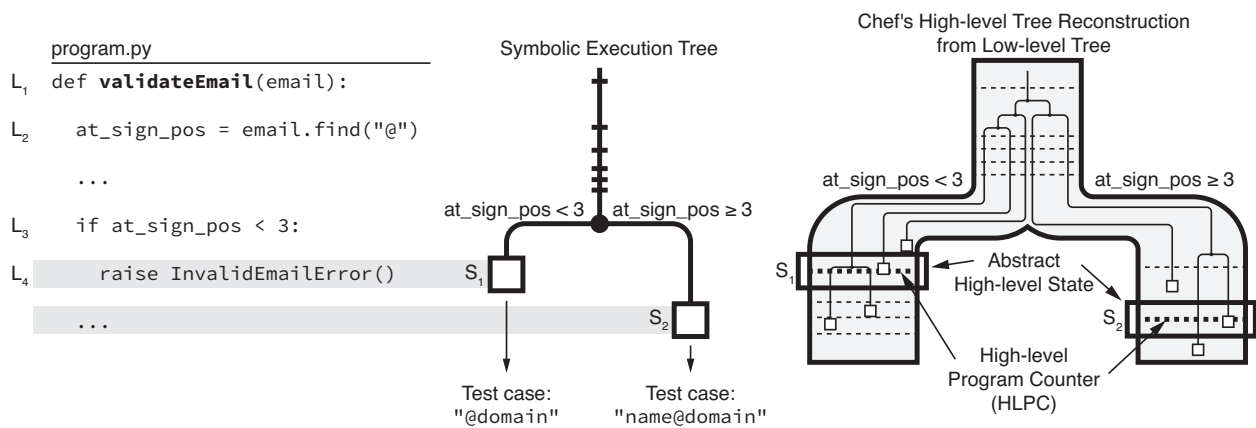 program.py
L1 def validateEmail(email):
L2 at_sign_pos = email.find("@")
...
L3 if at_sign_pos < 3:
L4 raise InvalidEmailError()
...
Symbolic Execution Tree
at_sign_pos < 3
at_sign_pos ≥ 3
S1
S2
Test case:
"@domain"
Test case:
"name@domain"
Chef's High-level Tree Reconstruction
from Low-level Tree
at_sign_pos < 3
at_sign_pos ≥ 3
S1
Abstract
High-level State
S2
High-level
Program Counter
(HLPC)